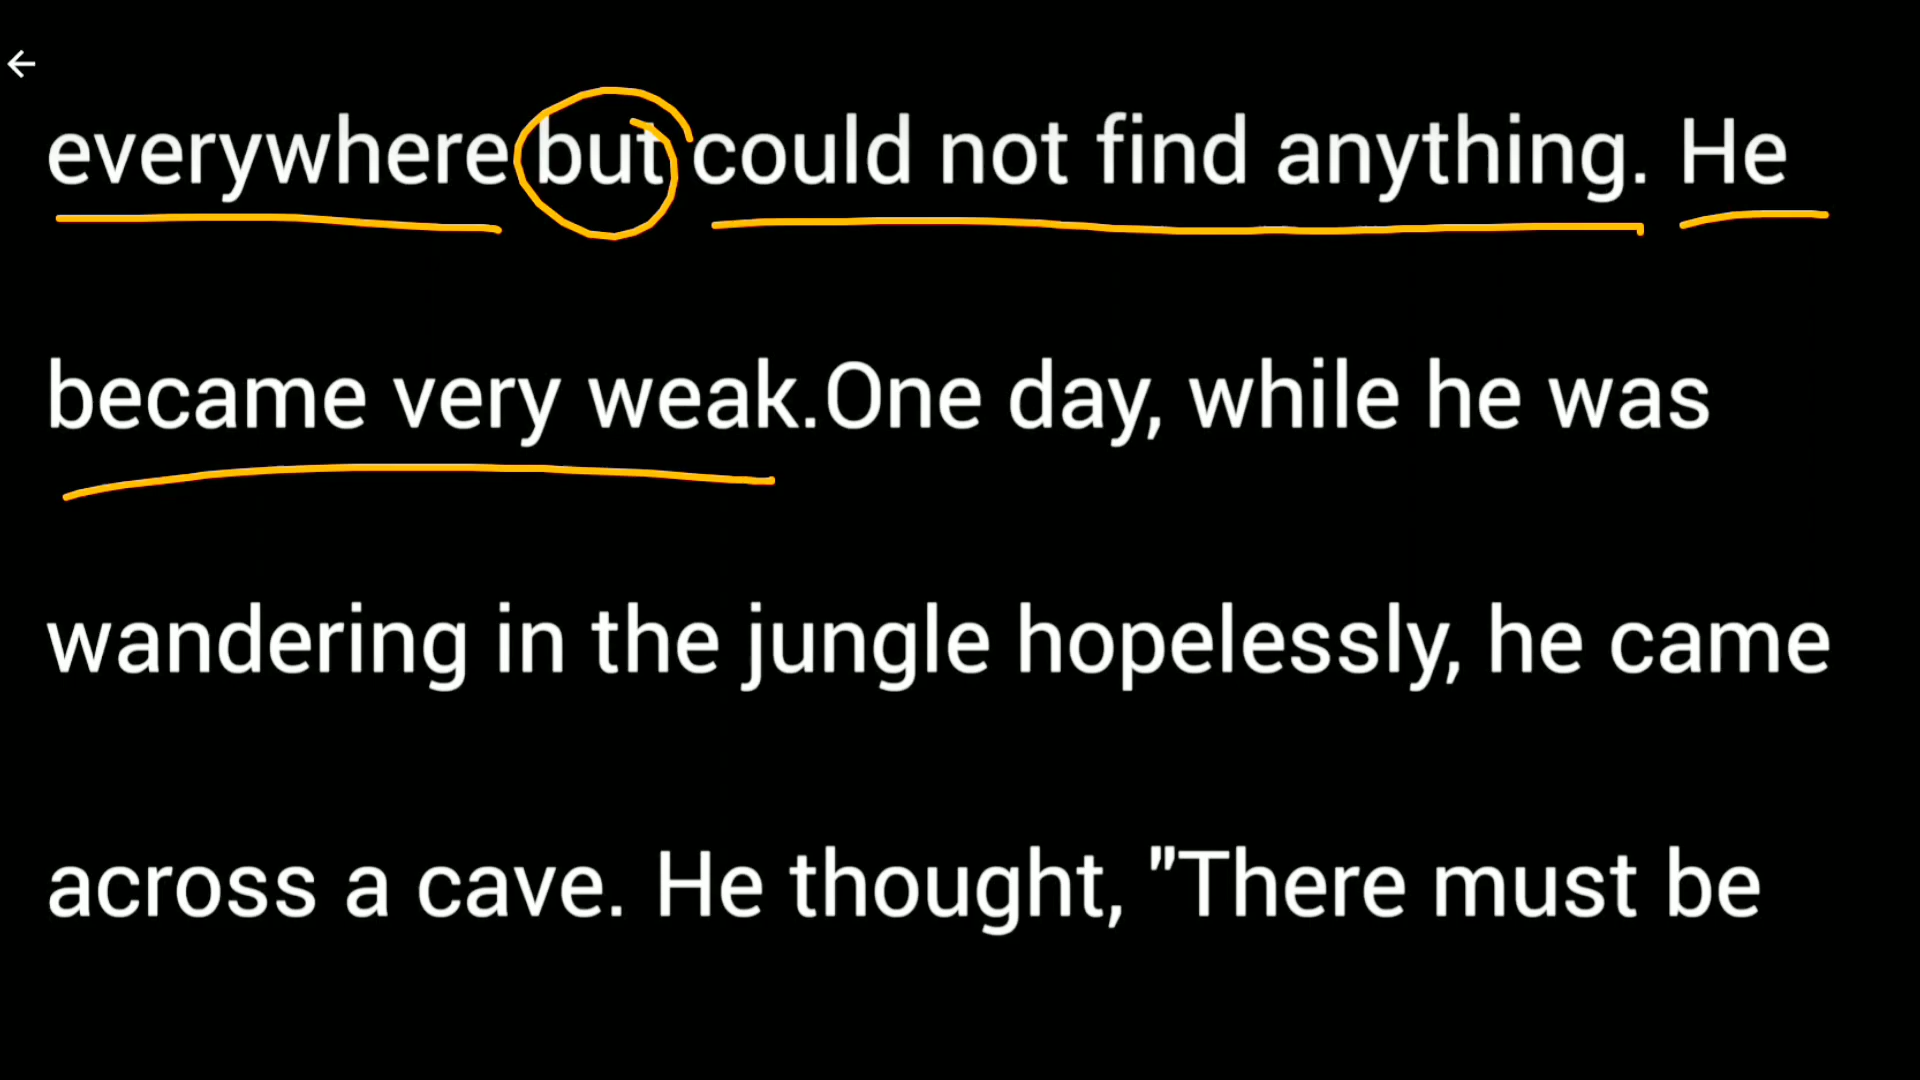 everywhere but could not find anything. He
became very weak.One day, while he was
wandering in the jungle hopelessly, he came
across a cave. He thought, "There must be